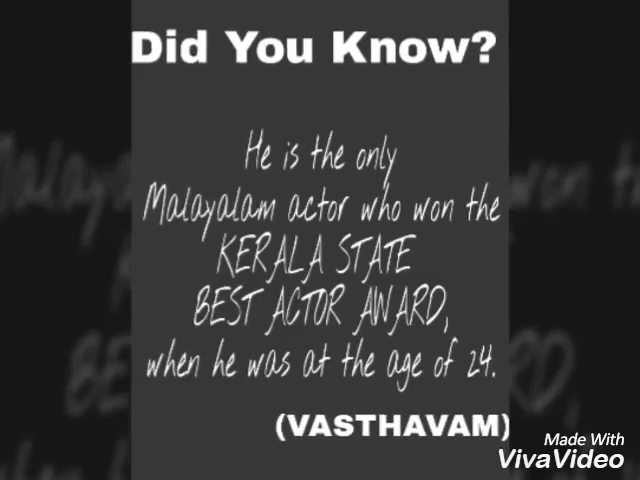 Did You Know?
He is the only
Malayalam actor who won the
KERALA STATE
BEST ACTOR AWARD,
when he was at the age of 24.
(VASTHAVAM)
Made With
VivaVideo